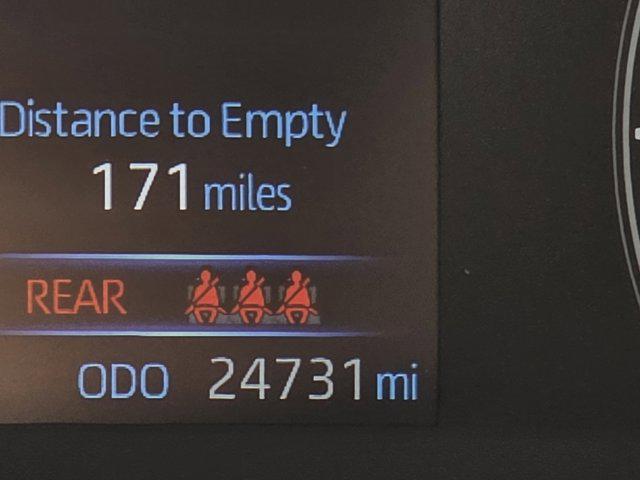 Distance to Empty
171 miles
REAR
ODO 24731 mi